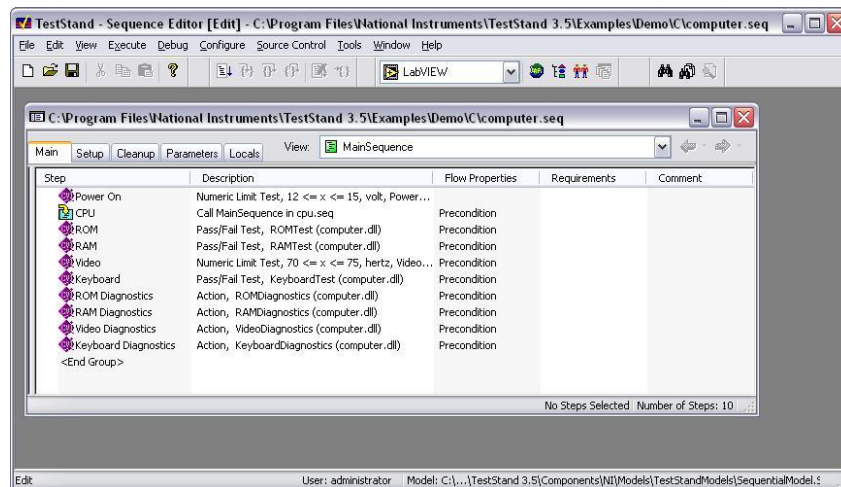 TestStand - Sequence Editor [Edit] - C:\Program Files\National Instruments\TestStand 3.5\Examples\Demo\C\computer.seq
File Edit View Execute Debug Configure Source Control Tools Window Help
LabVIEW
C:\Program Files\National Instruments\TestStand 3.5\Examples\Demo\C\computer.seq
Main Setup Cleanup Parameters Locals View: MainSequence
Step Description Flow Properties Requirements Comment
Power On Numeric Limit Test, 12 <= x <= 15, volt, Power...
CPU Call MainSequence in cpu.seq Precondition
ROM Pass/Fail Test, ROMTest (computer.dll) Precondition
RAM Pass/Fail Test, RAMTest (computer.dll) Precondition
Video Numeric Limit Test, 70 <= x <= 75, hertz, Video... Precondition
Keyboard Pass/Fail Test, KeyboardTest (computer.dll) Precondition
ROM Diagnostics Action, ROMDiagnostics (computer.dll) Precondition
RAM Diagnostics Action, RAMDiagnostics (computer.dll) Precondition
Video Diagnostics Action, VideoDiagnostics (computer.dll) Precondition
Keyboard Diagnostics Action, KeyboardDiagnostics (computer.dll) Precondition
<End Group>
No Steps Selected Number of Steps: 10
Edit User: administrator Model: C:\...\TestStand 3.5\Components\NI\Models\TestStandModels\SequentialModel.S